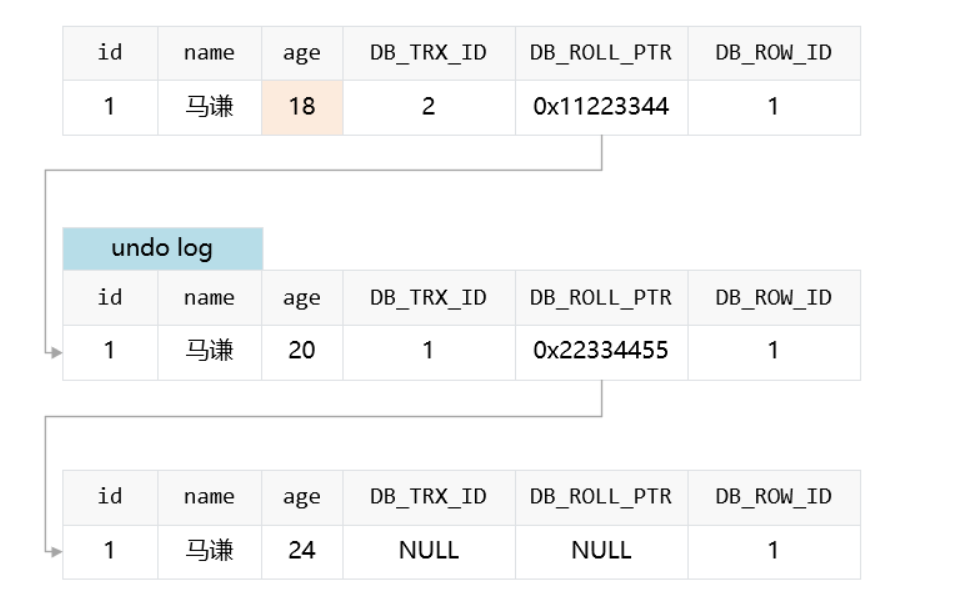 id name age DB_TRX_ID DB_ROLL_PTR DB_ROW_ID
1 马谦 18 2 0x11223344 1
undo log
id name age DB_TRX_ID DB_ROLL_PTR DB_ROW_ID
1 马谦 20 1 0x22334455 1
id name age DB_TRX_ID DB_ROLL_PTR DB_ROW_ID
1 马谦 24 NULL NULL 1